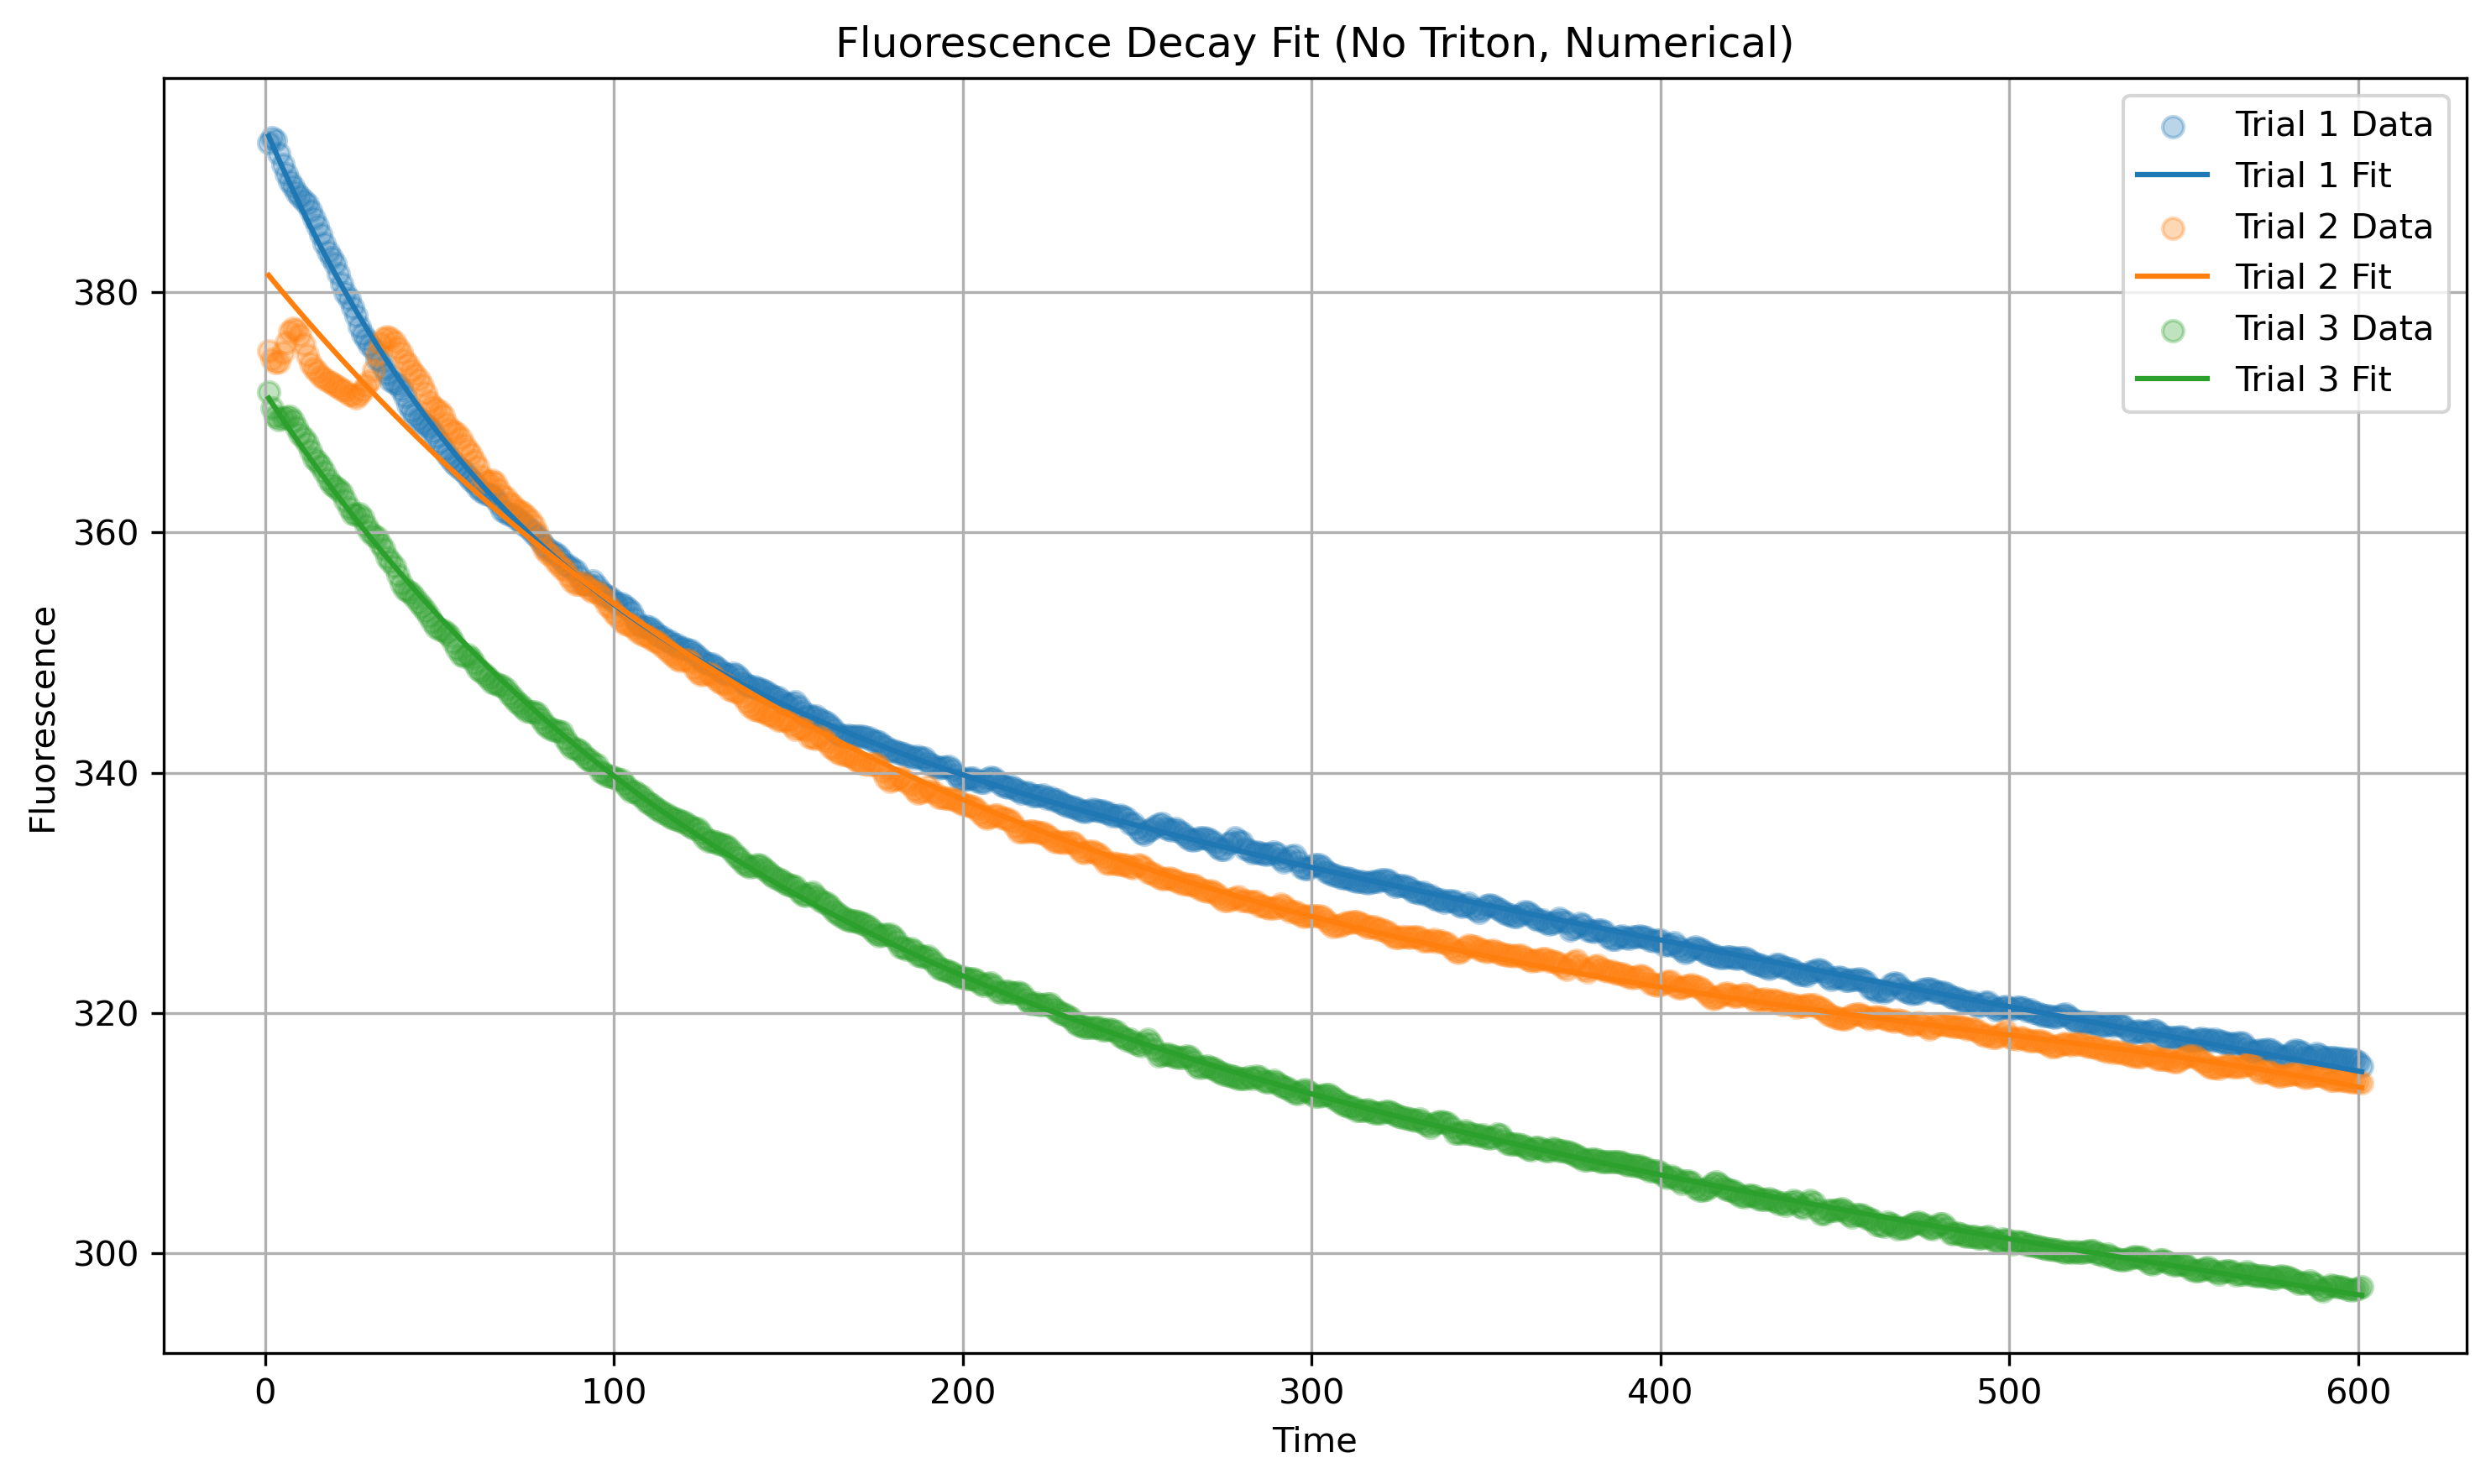 Fluorescence Decay Fit (No Triton, Numerical)
Trial 1 Data
Trial 1 Fit
Trial 2 Data
Trial 2 Fit
Trial 3 Data
Trial 3 Fit
Fluorescence
380
360
340
320
300
0 100 200 300 400 500 600
Time